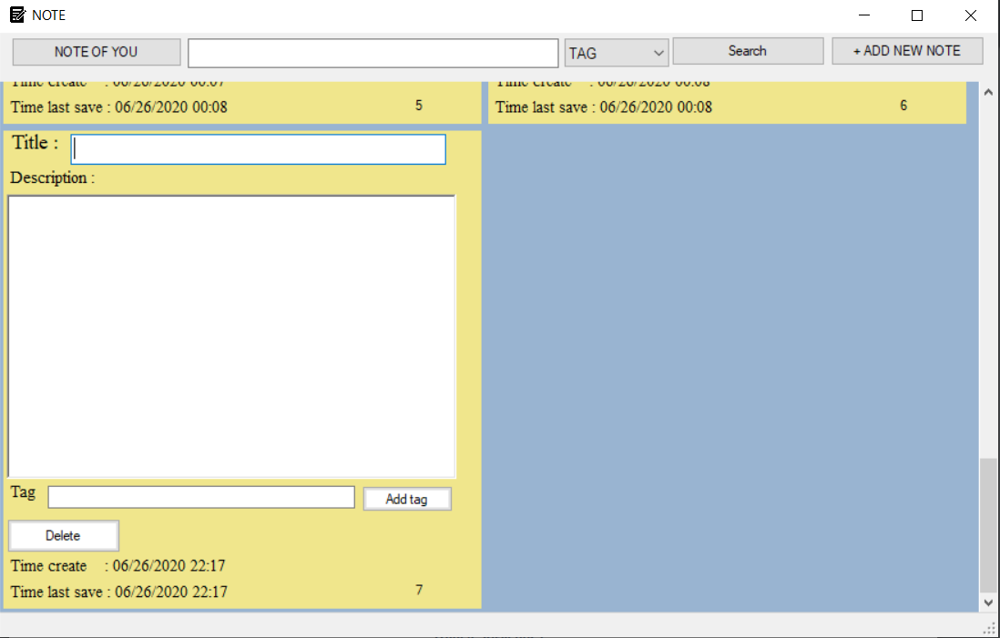 NOTE
NOTE OF YOU
TAG
Search
+ ADD NEW NOTE
Time create : 06/26/2020 00:07
Time last save : 06/26/2020 00:08
5
Time create : 06/26/2020 00:08
Time last save : 06/26/2020 00:08
6
Title :
Description :
Tag
Add tag
Delete
Time create : 06/26/2020 22:17
Time last save : 06/26/2020 22:17
7